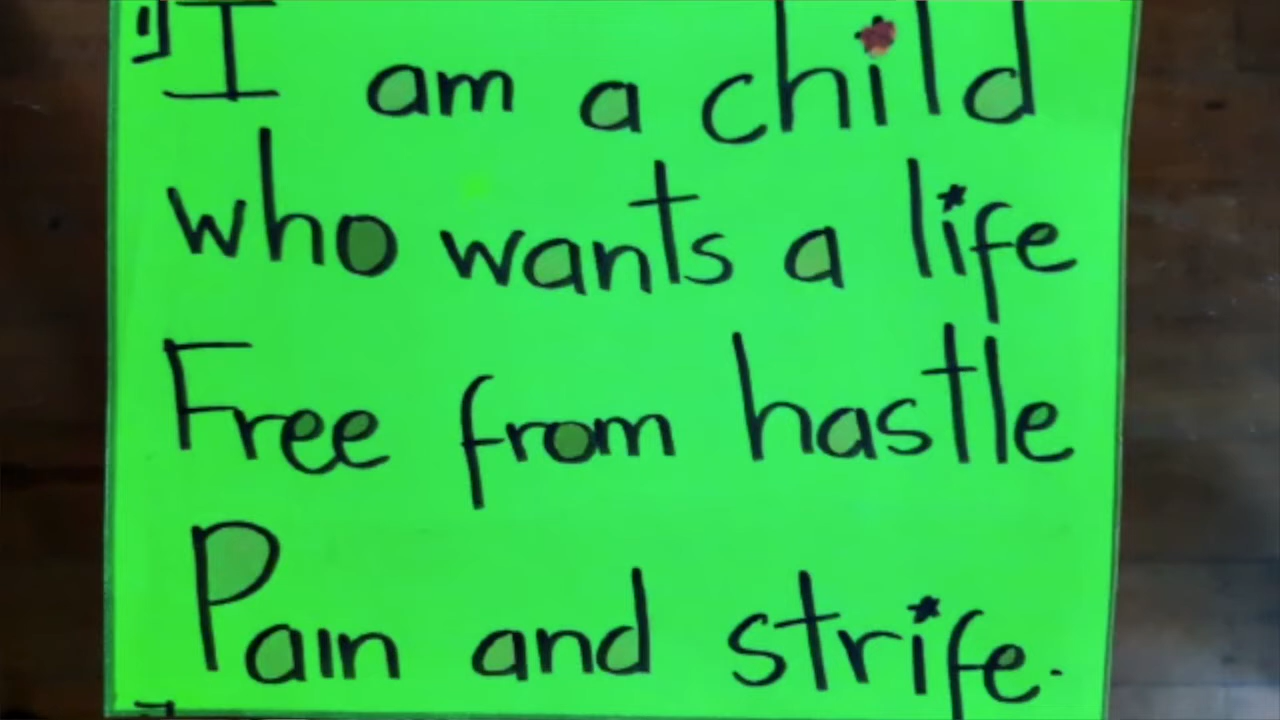 "I am a child
who wants a life
Free from hastle
Pain and strife.